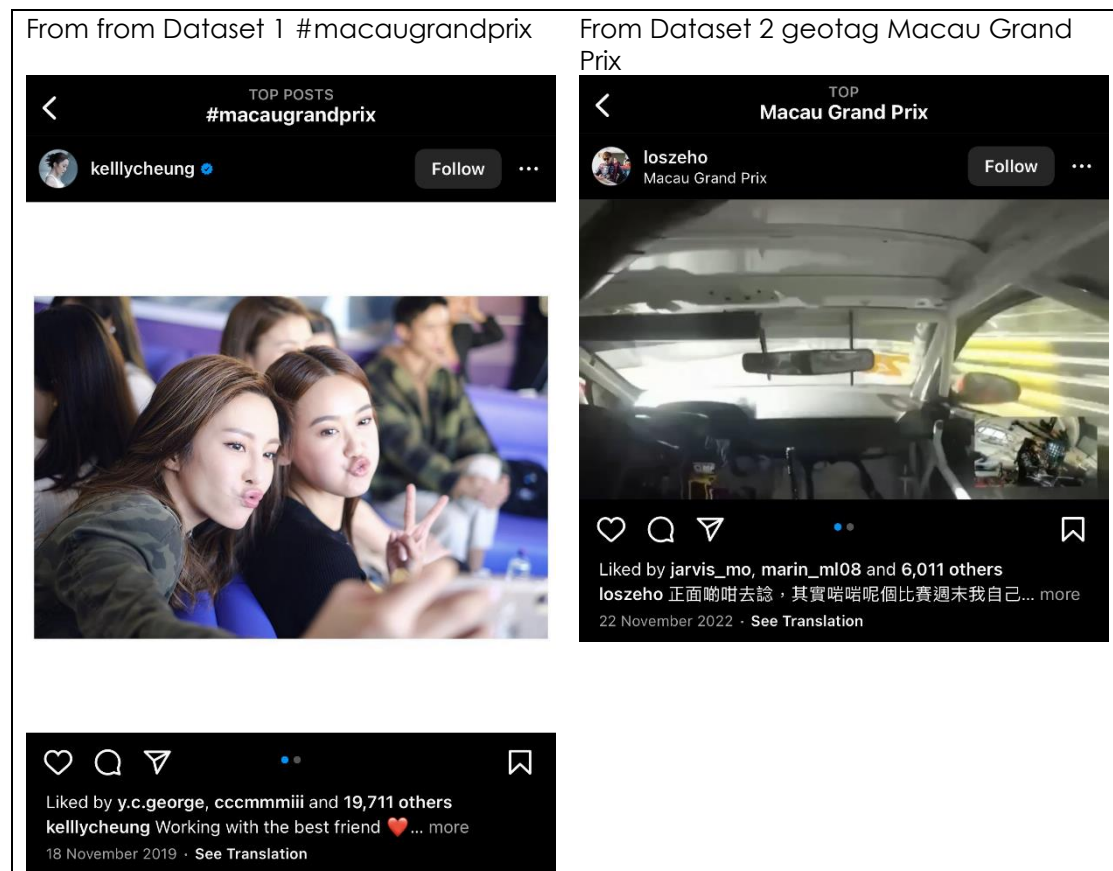 From from Dataset 1 #macaugrandprix
TOP POSTS
#macaugrandprix
kelllycheung
Follow
Liked by y.c.george, cccmmmiii and 19,711 others
kelllycheung Working with the best friend ❤️... more
18 November 2019 · See Translation
From Dataset 2 geotag Macau Grand
Prix
TOP
Macau Grand Prix
loszeho
Macau Grand Prix
Follow
Liked by jarvis_mo, marin_ml08 and 6,011 others
loszeho 正面啲咁去諗，其實啱啱呢個比賽週末我自己... more
22 November 2022 · See Translation